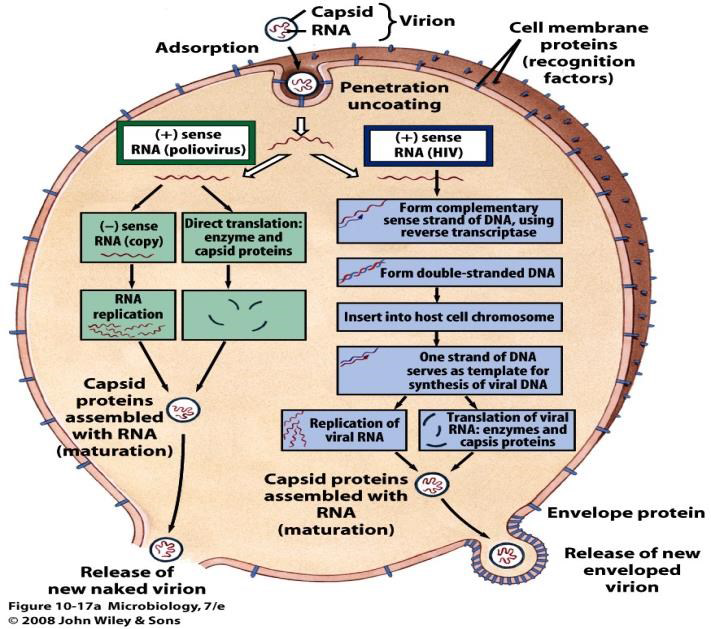 Capsid
RNA
Virion
Adsorption
Cell membrane
proteins
(recognition
factors)
Penetration
uncoating
(+) sense
RNA (poliovirus)
(+) sense
RNA (HIV)
(−) sense
RNA (copy)
Direct translation:
enzyme and
capsid proteins
Form complementary
sense strand of DNA, using
reverse transcriptase
Form double-stranded DNA
RNA
replication
Insert into host cell chromosome
One strand of DNA
serves as template for
synthesis of viral DNA
Capsid
proteins
assembled
with RNA
(maturation)
Replication of
viral RNA
Translation of viral
RNA: enzymes and
capsis proteins
Capsid proteins
assembled with
RNA
(maturation)
Envelope protein
Release of new
enveloped
virion
Release of
new naked virion
Figure 10-17a Microbiology, 7/e
© 2008 John Wiley & Sons